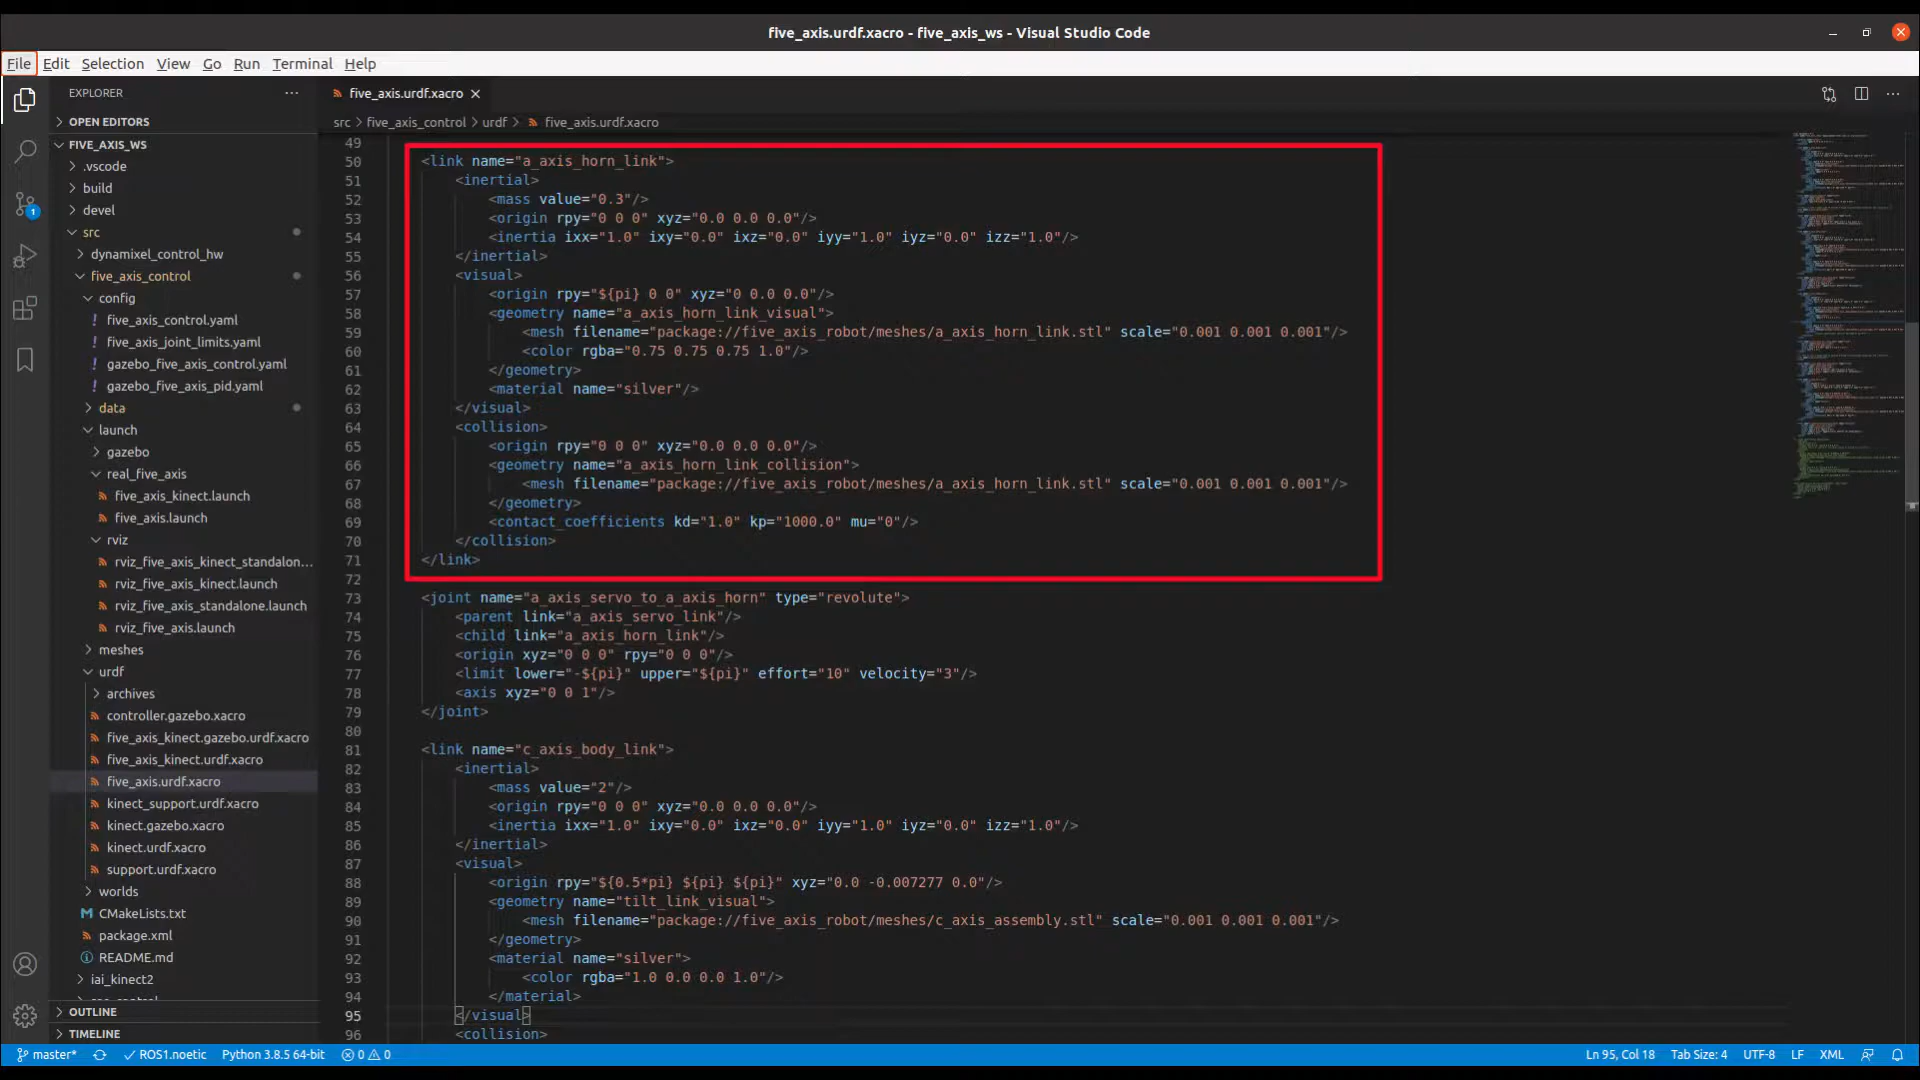 five_axis.urdf.xacro - five_axis_ws - Visual Studio Code
File Edit Selection View Go Run Terminal Help
EXPLORER
OPEN EDITORS
FIVE_AXIS_WS
.vscode
build
devel
src
dynamixel_control_hw
five_axis_control
config
! five_axis_control.yaml
! five_axis_joint_limits.yaml
! gazebo_five_axis_control.yaml
! gazebo_five_axis_pid.yaml
data
launch
gazebo
real_five_axis
five_axis_kinect.launch
five_axis.launch
rviz
rviz_five_axis_kinect_standalon...
rviz_five_axis_kinect.launch
rviz_five_axis_standalone.launch
rviz_five_axis.launch
meshes
urdf
archives
controller.gazebo.xacro
five_axis_kinect.gazebo.urdf.xacro
five_axis_kinect.urdf.xacro
five_axis.urdf.xacro
kinect_support.urdf.xacro
kinect.gazebo.xacro
kinect.urdf.xacro
support.urdf.xacro
worlds
CMakeLists.txt
package.xml
README.md
iai_kinect2
OUTLINE
TIMELINE
five_axis.urdf.xacro
src > five_axis_control > urdf > five_axis.urdf.xacro
49
50 <link name="a_axis_horn_link">
51 <inertial>
52 <mass value="0.3"/>
53 <origin rpy="0 0 0" xyz="0.0 0.0 0.0"/>
54 <inertia ixx="1.0" ixy="0.0" ixz="0.0" iyy="1.0" iyz="0.0" izz="1.0"/>
55 </inertial>
56 <visual>
57 <origin rpy="${pi} 0 0" xyz="0 0.0 0.0"/>
58 <geometry name="a_axis_horn_link_visual">
59 <mesh filename="package://five_axis_robot/meshes/a_axis_horn_link.stl" scale="0.001 0.001 0.001"/>
60 <color rgba="0.75 0.75 0.75 1.0"/>
61 </geometry>
62 <material name="silver"/>
63 </visual>
64 <collision>
65 <origin rpy="0 0 0" xyz="0.0 0.0 0.0"/>
66 <geometry name="a_axis_horn_link_collision">
67 <mesh filename="package://five_axis_robot/meshes/a_axis_horn_link.stl" scale="0.001 0.001 0.001"/>
68 </geometry>
69 <contact_coefficients kd="1.0" kp="1000.0" mu="0"/>
70 </collision>
71 </link>
72
73 <joint name="a_axis_servo_to_a_axis_horn" type="revolute">
74 <parent link="a_axis_servo_link"/>
75 <child link="a_axis_horn_link"/>
76 <origin xyz="0 0 0" rpy="0 0 0"/>
77 <limit lower="-${pi}" upper="${pi}" effort="10" velocity="3"/>
78 <axis xyz="0 0 1"/>
79 </joint>
80
81 <link name="c_axis_body_link">
82 <inertial>
83 <mass value="2"/>
84 <origin rpy="0 0 0" xyz="0.0 0.0 0.0"/>
85 <inertia ixx="1.0" ixy="0.0" ixz="0.0" iyy="1.0" iyz="0.0" izz="1.0"/>
86 </inertial>
87 <visual>
88 <origin rpy="${0.5*pi} ${pi} ${pi}" xyz="0.0 -0.007277 0.0"/>
89 <geometry name="tilt_link_visual">
90 <mesh filename="package://five_axis_robot/meshes/c_axis_assembly.stl" scale="0.001 0.001 0.001"/>
91 </geometry>
92 <material name="silver">
93 <color rgba="1.0 0.0 0.0 1.0"/>
94 </material>
95 </visual>
96 <collision>
1
master* ROS1.noetic Python 3.8.5 64-bit 0 0 Ln 95, Col 18 Tab Size: 4 UTF-8 LF XML